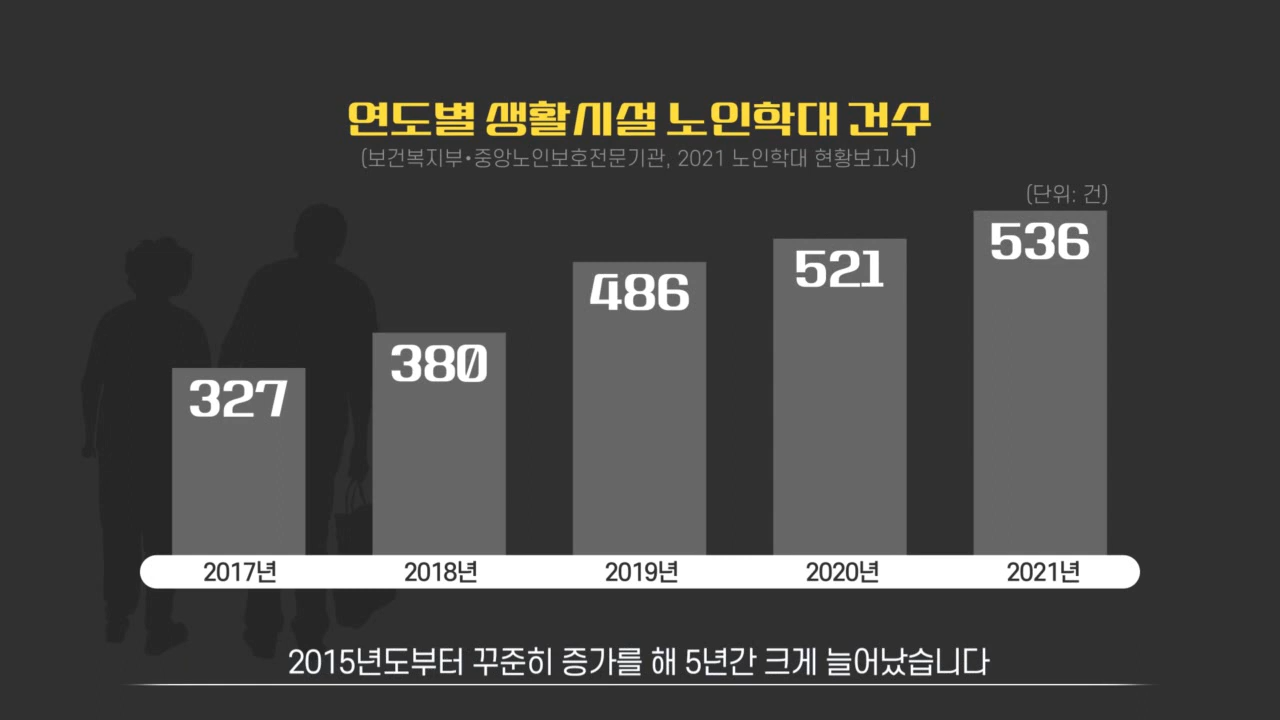 연도별 생활시설 노인학대 건수
(보건복지부•중앙노인보호전문기관, 2021 노인학대 현황보고서)
(단위: 건)
327
380
486
521
536
2017년
2018년
2019년
2020년
2021년
2015년도부터 꾸준히 증가를 해 5년간 크게 늘어났습니다